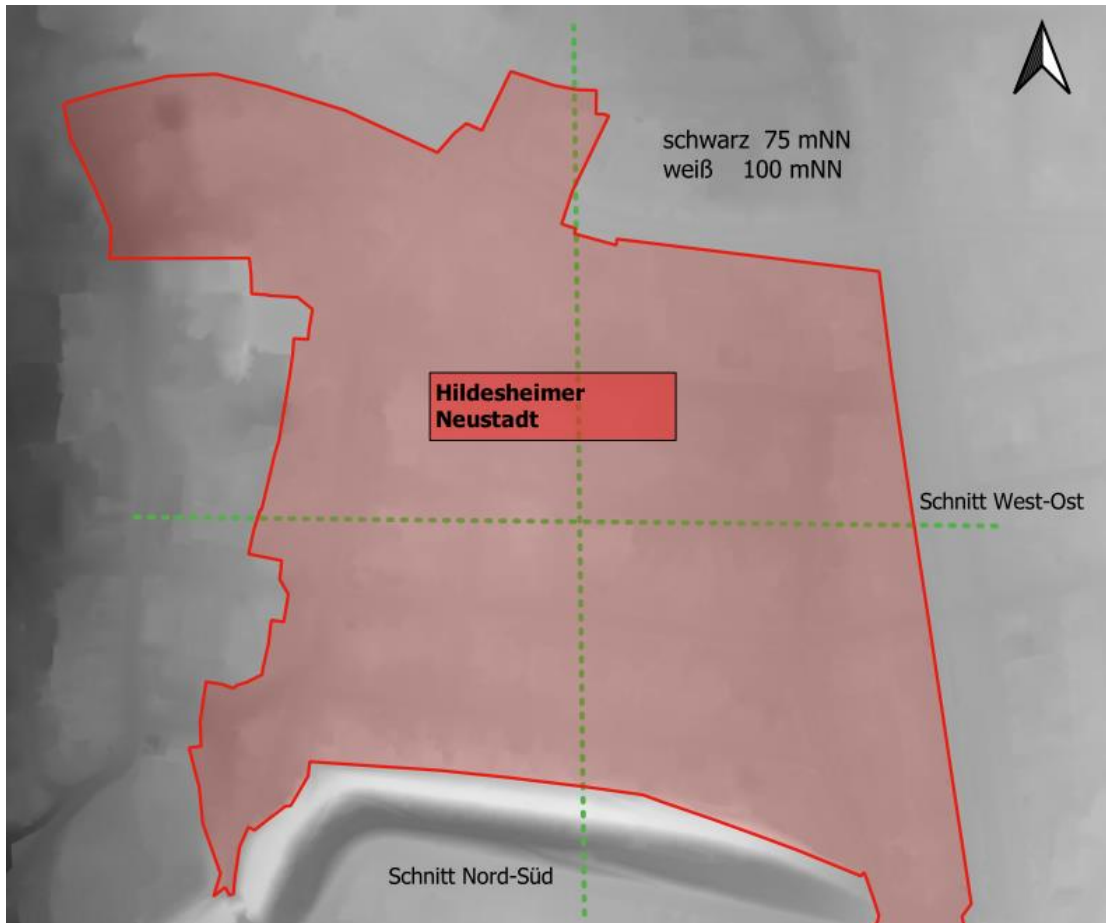 schwarz 75 mNN
weiß 100 mNN
Hildesheimer
Neustadt
Schnitt West-Ost
Schnitt Nord-Süd